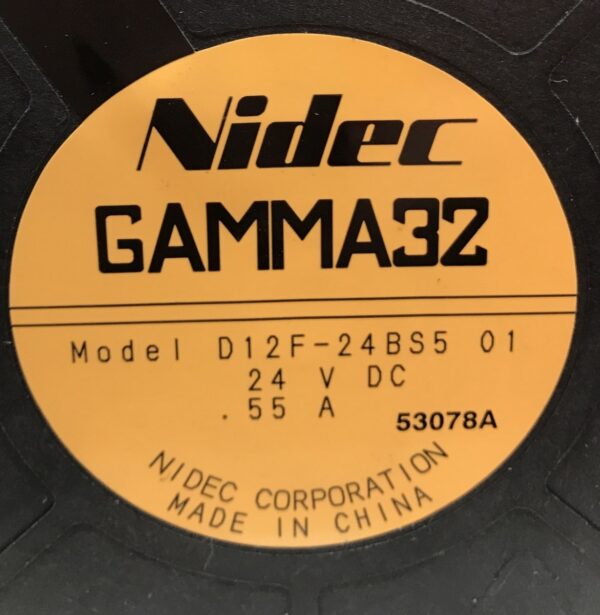 Nidec
GAMMA32
Model D12F-24BS5 01
24 V DC
.55 A
53078A
NIDEC CORPORATION
MADE IN CHINA